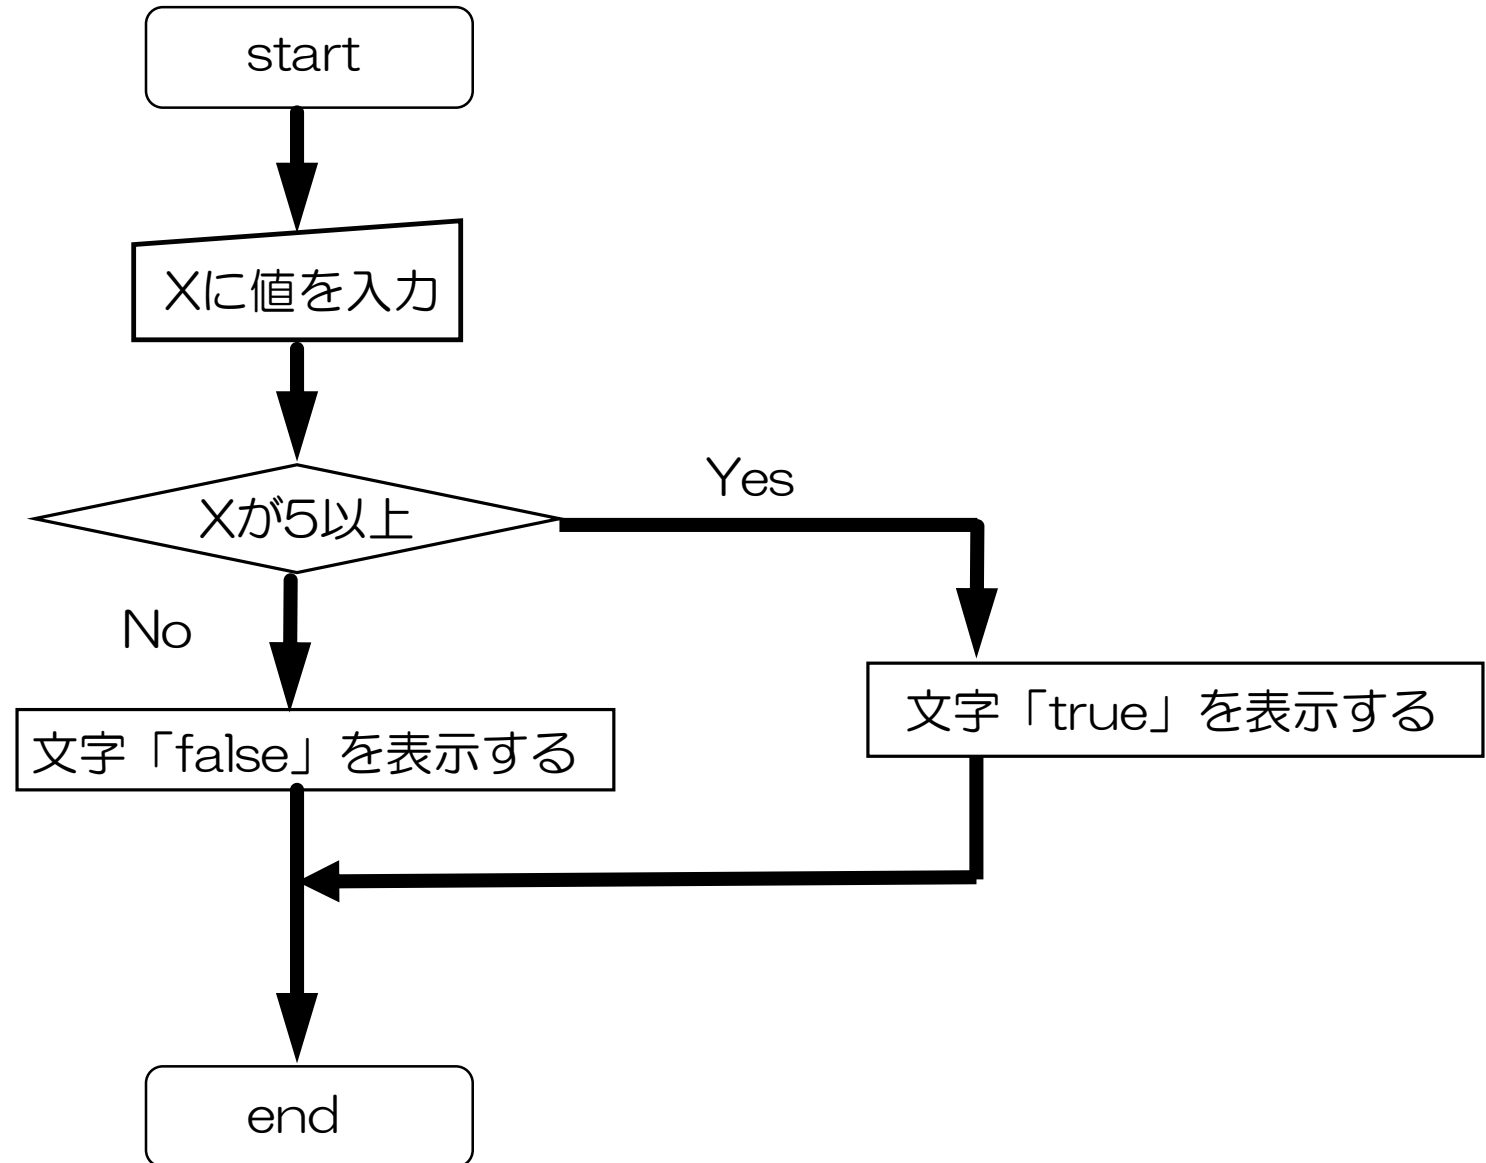 start
Xに値を入力
Xが5以上
Yes
No
文字「true」を表示する
文字「false」を表示する
end